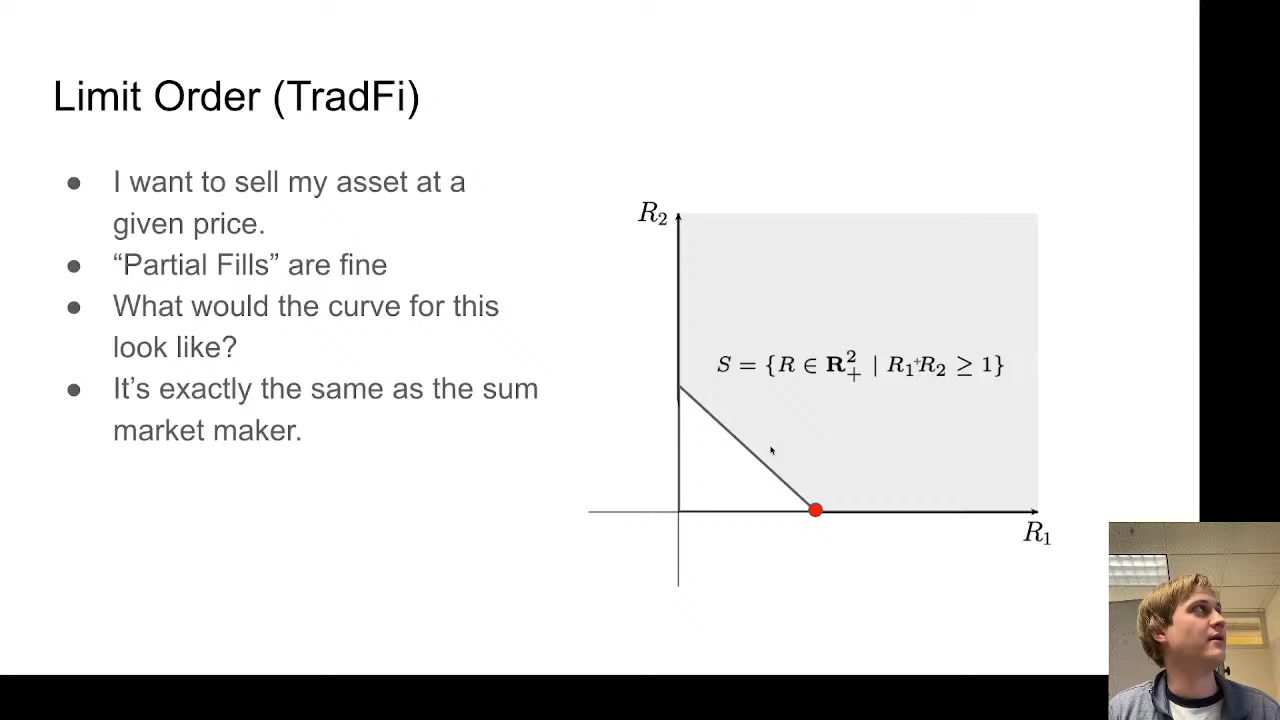 Limit Order (TradFi)
● I want to sell my asset at a
given price.
● “Partial Fills” are fine
● What would the curve for this
look like?
● It’s exactly the same as the sum
market maker.
R₂
S = {R ∈ 𝐑²₊ | R₁+R₂ ≥ 1}
R₁